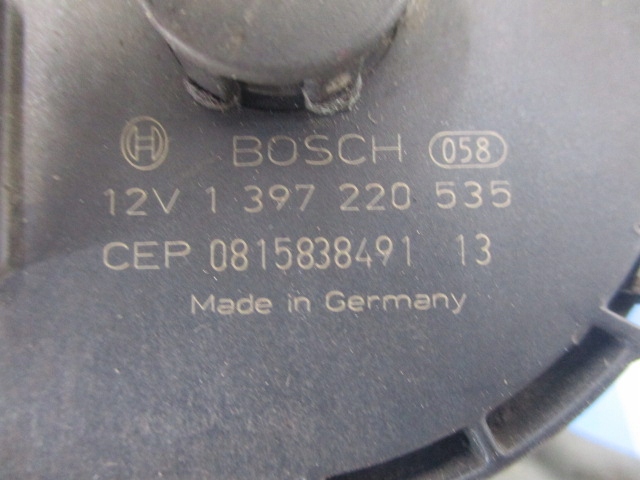 BOSCH 058
12V 1 397 220 535
CEP 0815838491 13
Made in Germany